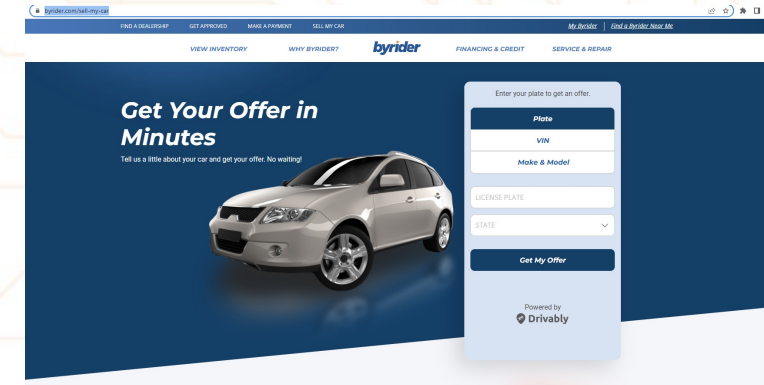 byrider.com/sell-my-car
FIND A DEALERSHIP GET APPROVED MAKE A PAYMENT SELL MY CAR My Byrider Find a Byrider Near Me
VIEW INVENTORY WHY BYRIDER? byrider FINANCING & CREDIT SERVICE & REPAIR
Get Your Offer in
Minutes
Tell us a little about your car and get your offer. No waiting!
Enter your plate to get an offer.
Plate
VIN
Make & Model
LICENSE PLATE
STATE
Get My Offer
Powered by
Drivably